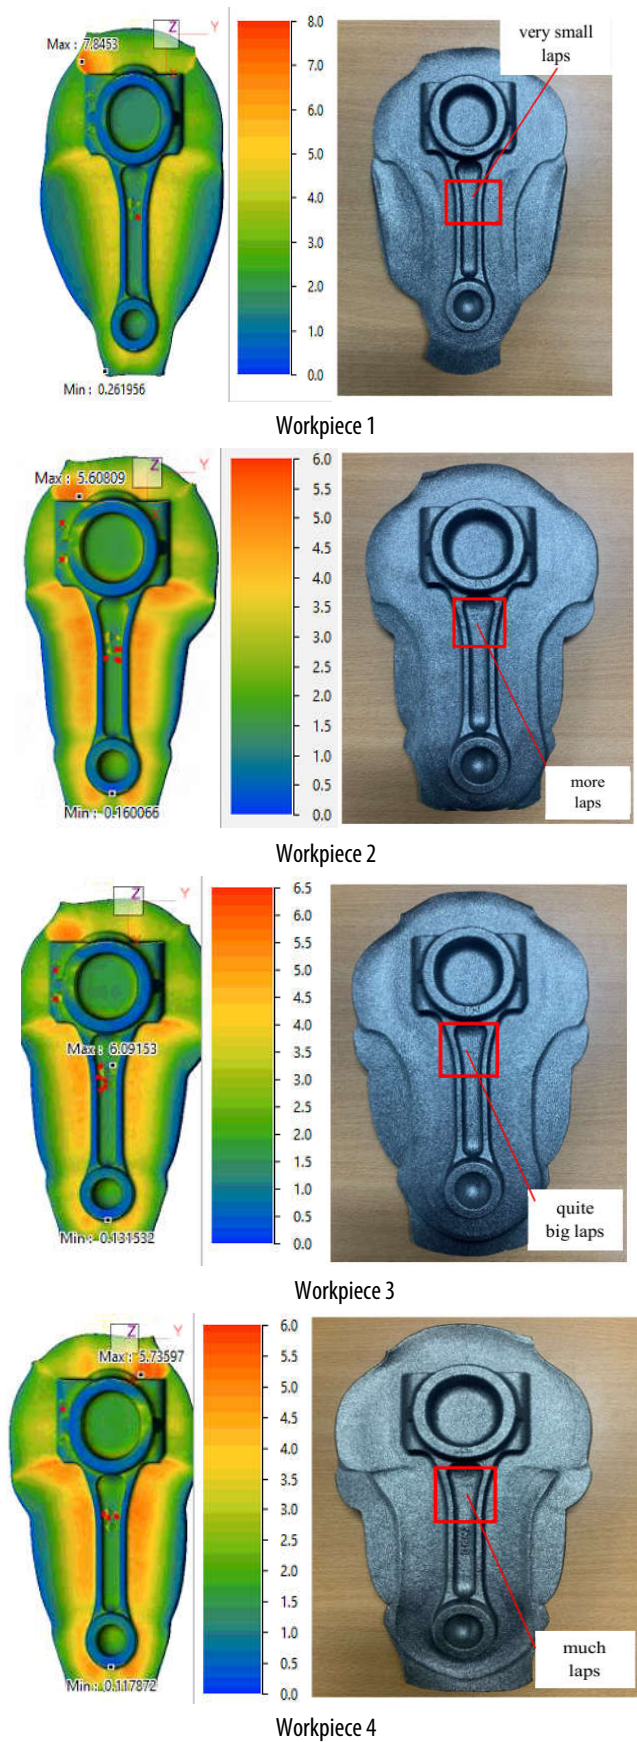 Z
Y
X
Max : 7.8453
8.0
7.0
6.0
5.0
4.0
3.0
2.0
1.0
0.0
Min : 0.261956
very small
laps
Workpiece 1
Z
Y
Max : 5.60809
6.0
5.5
5.0
4.5
4.0
3.5
3.0
2.5
2.0
1.5
1.0
0.5
0.0
Min : 0.160066
more
laps
Workpiece 2
Z
Y
6.5
6.0
5.5
5.0
4.5
4.0
3.5
3.0
2.5
2.0
1.5
1.0
0.5
0.0
Max : 6.09153
Min : 0.131532
quite
big laps
Workpiece 3
Z
Y
Max : 5.73597
6.0
5.5
5.0
4.5
4.0
3.5
3.0
2.5
2.0
1.5
1.0
0.5
0.0
Min : 0.117872
much
laps
Workpiece 4